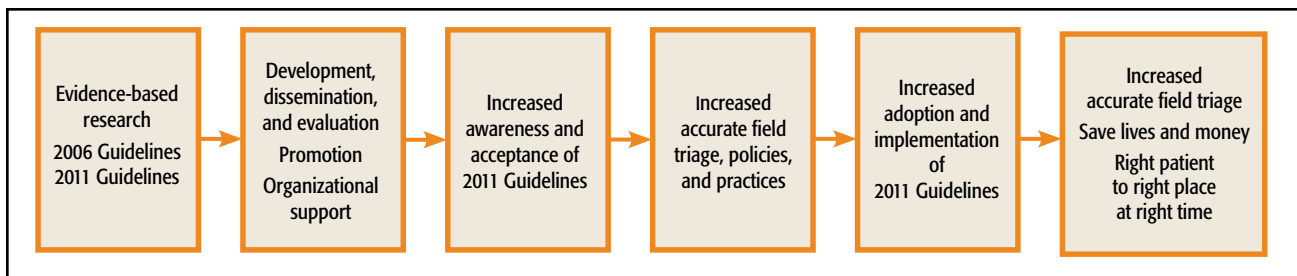 Evidence-based
research
2006 Guidelines
2011 Guidelines
Development,
dissemination,
and evaluation
Promotion
Organizational
support
Increased
awareness and
acceptance of
2011 Guidelines
Increased
accurate field
triage, policies,
and practices
Increased
adoption and
implementation
of
2011 Guidelines
Increased
accurate field triage
Save lives and money
Right patient
to right place
at right time